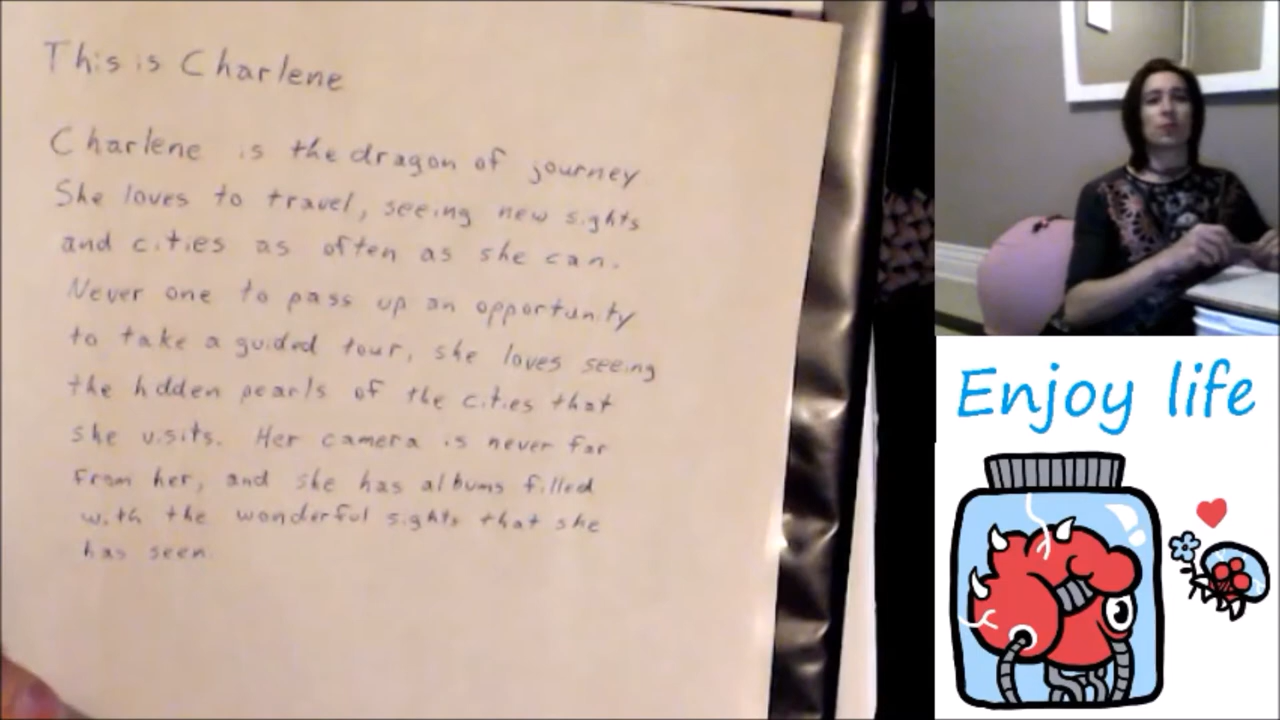 This is Charlene
Charlene is the dragon of journey
She loves to travel, seeing new sights
and cities as often as she can.
Never one to pass up an opportunity
to take a guided tour, she loves seeing
the hdden pearls of the cities that
she visits. Her camera is never far
from her, and she has albums filled
with the wonderful sights that she
has seen.
Enjoy life